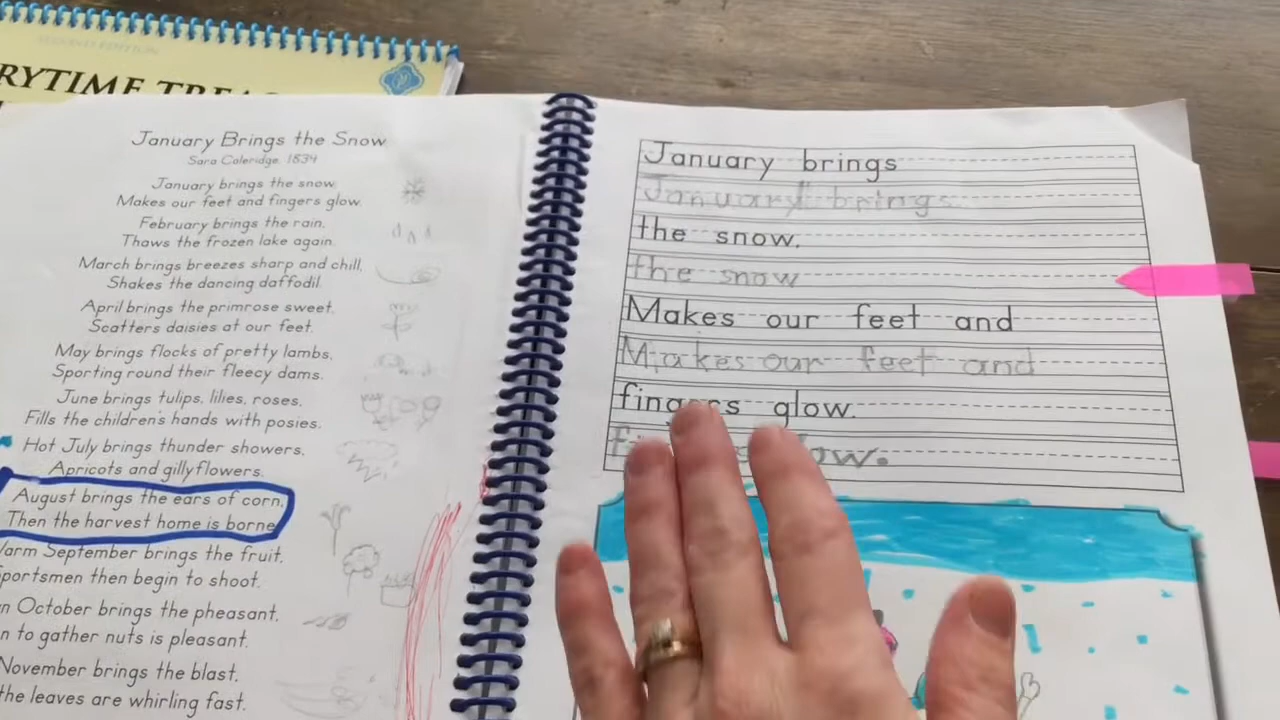 SECOND EDITION
January Brings the Snow
Sara Coleridge, 1834
January brings the snow,
Makes our feet and fingers glow.
February brings the rain,
Thaws the frozen lake again.
March brings breezes sharp and chill,
Shakes the dancing daffodil.
April brings the primrose sweet,
Scatters daisies at our feet.
May brings flocks of pretty lambs,
Sporting round their fleecy dams.
June brings tulips, lilies, roses,
Fills the children's hands with posies.
Hot July brings thunder showers,
Apricots and gillyflowers.
August brings the ears of corn,
Then the harvest home is borne
September brings the fruit,
then begin to shoot.
October brings the pheasant,
to gather nuts is pleasant.
November brings the blast,
the leaves are whirling fast.
January brings
January brings
the snow,
the snow
Makes our feet and
Makes our feet and
fingers glow.